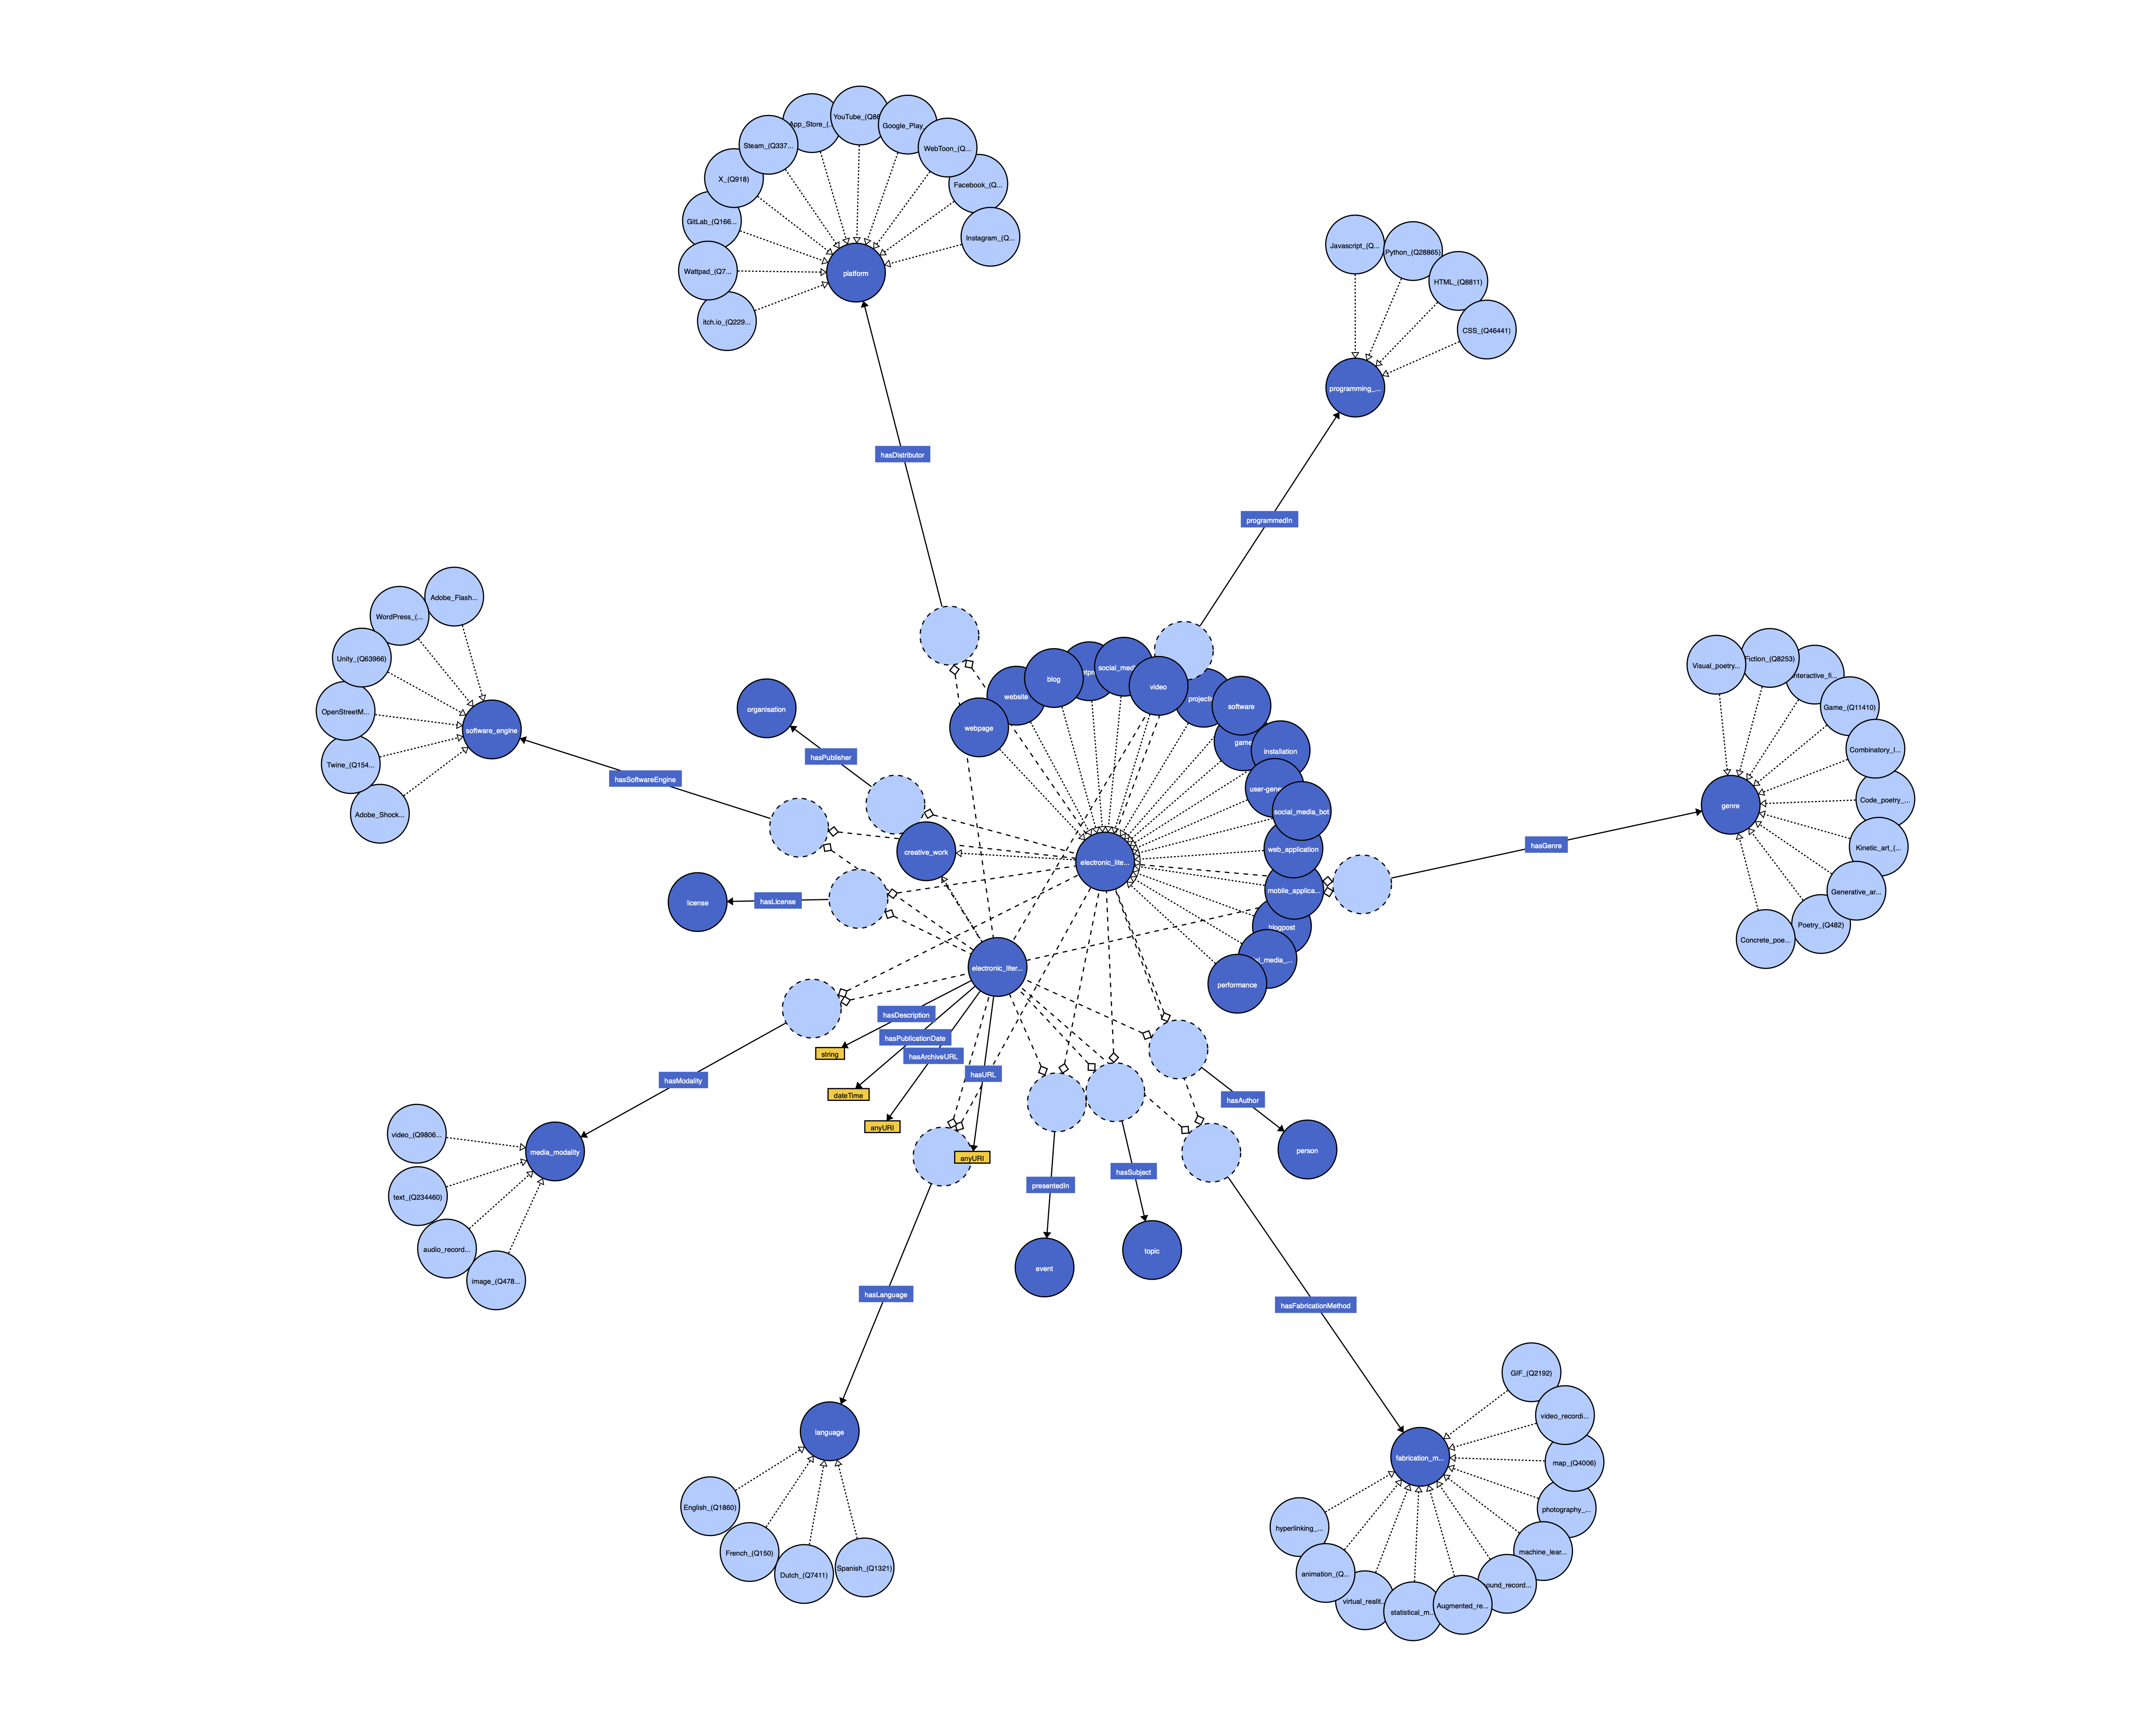 YouTube_(Q86
App_Store_(.
Google_Play
Steam_(Q337...
WebToon_(Q...
X_(Q918)
Facebook_(Q...
GitLab_(Q166...
Instagram_(Q...
Wattpad_(Q7...
platform
itch.io_(Q229...
Javascript_(Q...
Python_(Q28865)
HTML_(Q8811)
CSS_(Q46441)
programming_...
hasDistributor
programmedIn
Adobe_Flash...
WordPress_(...
Unity_(Q63966)
OpenStreetM...
software_engine
Twine_(Q154...
Adobe_Shock...
hasSoftwareEngine
organisation
hasPublisher
webpage
website
blog
social_med
video
projecti
software
game
installation
user-gene
social_media_bot
web_application
mobile_applica...
blogpost
l_media_...
performance
electronic_lite...
creative_work
license
hasLicense
electronic_liter...
Visual_poetry...
Fiction_(Q8253)
nteractive_fi...
Game_(Q11410)
Combinatory_l...
Code_poetry_...
Kinetic_art_(...
Generative_ar...
Poetry_(Q482)
Concrete_poe...
genre
hasGenre
hasDescription
hasPublicationDate
hasArchiveURL
hasURL
string
dateTime
anyURI
anyURI
hasModality
video_(Q9806...
media_modality
text_(Q234460)
audio_record...
image_(Q478...
hasAuthor
person
hasSubject
topic
presentedIn
event
hasLanguage
language
English_(Q1860)
French_(Q150)
Dutch_(Q7411)
Spanish_(Q1321)
hasFabricationMethod
GIF_(Q2192)
video_recordi...
fabrication_m...
map_(Q4006)
photography_...
hyperlinking_...
machine_lear...
animation_(Q...
ound_record...
virtual_realit..
statistical_m..
Augmented_re...